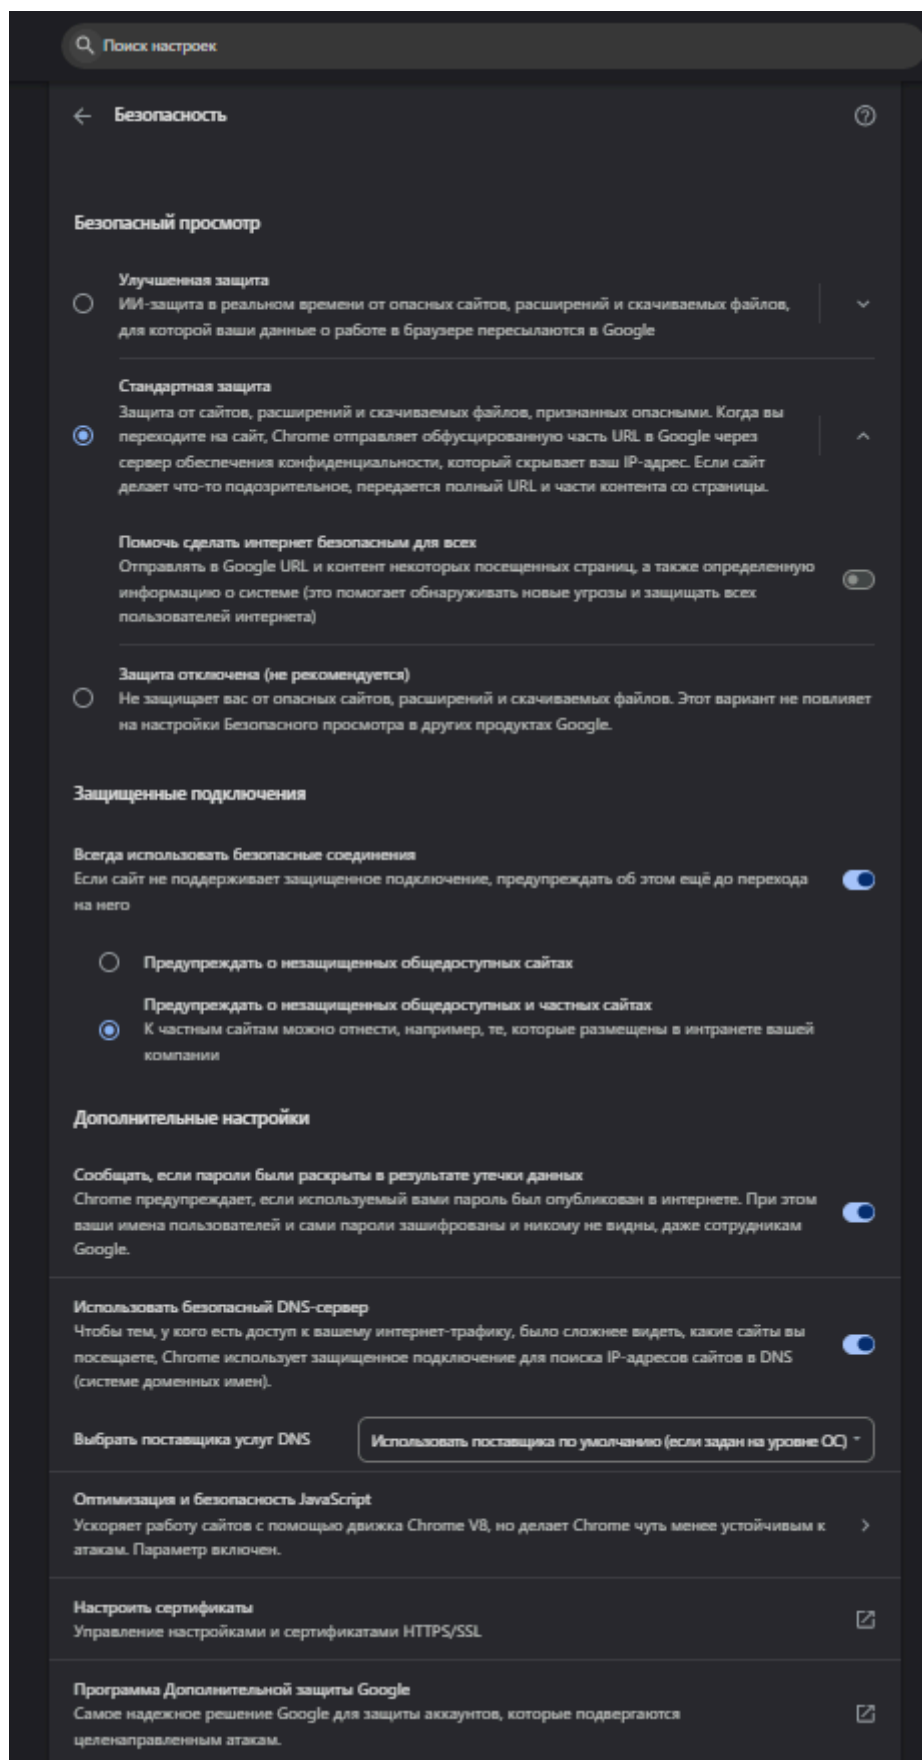 Поиск настроек
Безопасность
Безопасный просмотр
Улучшенная защита
ИИ-защита в реальном времени от опасных сайтов, расширений и скачиваемых файлов,
для которой ваши данные о работе в браузере пересылаются в Google
Стандартная защита
Защита от сайтов, расширений и скачиваемых файлов, признанных опасными. Когда вы
переходите на сайт, Chrome отправляет обфусцированную часть URL в Google через
сервер обеспечения конфиденциальности, который скрывает ваш IP-адрес. Если сайт
делает что-то подозрительное, передается полный URL и части контента со страницы.
Помочь сделать интернет безопасным для всех
Отправлять в Google URL и контент некоторых посещенных страниц, а также определенную
информацию о системе (это помогает обнаруживать новые угрозы и защищать всех
пользователей интернета)
Защита отключена (не рекомендуется)
Не защищает вас от опасных сайтов, расширений и скачиваемых файлов. Этот вариант не повлияет
на настройки Безопасного просмотра в других продуктах Google.
Защищенные подключения
Всегда использовать безопасные соединения
Если сайт не поддерживает защищенное подключение, предупреждать об этом ещё до перехода
на него
Предупреждать о незащищенных общедоступных сайтах
Предупреждать о незащищенных общедоступных и частных сайтах
К частным сайтам можно отнести, например, те, которые размещены в интранете вашей
компании
Дополнительные настройки
Сообщать, если пароли были раскрыты в результате утечки данных
Chrome предупреждает, если используемый вами пароль был опубликован в интернете. При этом
ваши имена пользователей и сами пароли зашифрованы и никому не видны, даже сотрудникам
Google.
Использовать безопасный DNS-сервер
Чтобы тем, у кого есть доступ к вашему интернет-трафику, было сложнее видеть, какие сайты вы
посещаете, Chrome использует защищенное подключение для поиска IP-адресов сайтов в DNS
(системе доменных имен).
Выбрать поставщика услуг DNS
Использовать поставщика по умолчанию (если задан на уровне ОС)
Оптимизация и безопасность JavaScript
Ускоряет работу сайтов с помощью движка Chrome V8, но делает Chrome чуть менее устойчивым к
атакам. Параметр включен.
Настроить сертификаты
Управление настройками и сертификатами HTTPS/SSL
Программа Дополнительной защиты Google
Самое надежное решение Google для защиты аккаунтов, которые подвергаются
целенаправленным атакам.